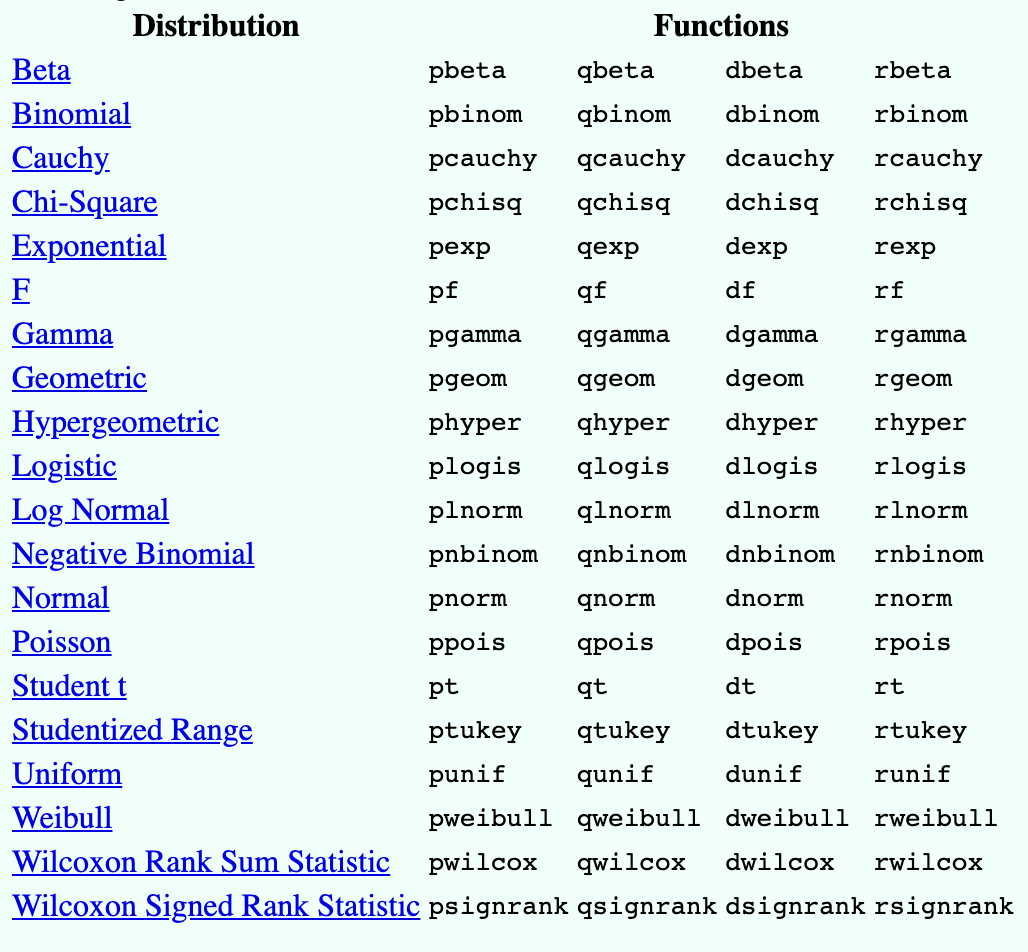 Distribution Functions
Beta pbeta qbeta dbeta rbeta
Binomial pbinom qbinom dbinom rbinom
Cauchy pcauchy qcauchy dcauchy rcauchy
Chi-Square pchisq qchisq dchisq rchisq
Exponential pexp qexp dexp rexp
F pf qf df rf
Gamma pgamma qgamma dgamma rgamma
Geometric pgeom qgeom dgeom rgeom
Hypergeometric phyper qhyper dhyper rhyper
Logistic plogis qlogis dlogis rlogis
Log Normal plnorm qlnorm dlnorm rlnorm
Negative Binomial pnbinom qnbinom dnbinom rnbinom
Normal pnorm qnorm dnorm rnorm
Poisson ppois qpois dpois rpois
Student t pt qt dt rt
Studentized Range ptukey qtukey dtukey rtukey
Uniform punif qunif dunif runif
Weibull pweibull qweibull dweibull rweibull
Wilcoxon Rank Sum Statistic pwilcox qwilcox dwilcox rwilcox
Wilcoxon Signed Rank Statistic psignrank qsignrank dsignrank rsignrank